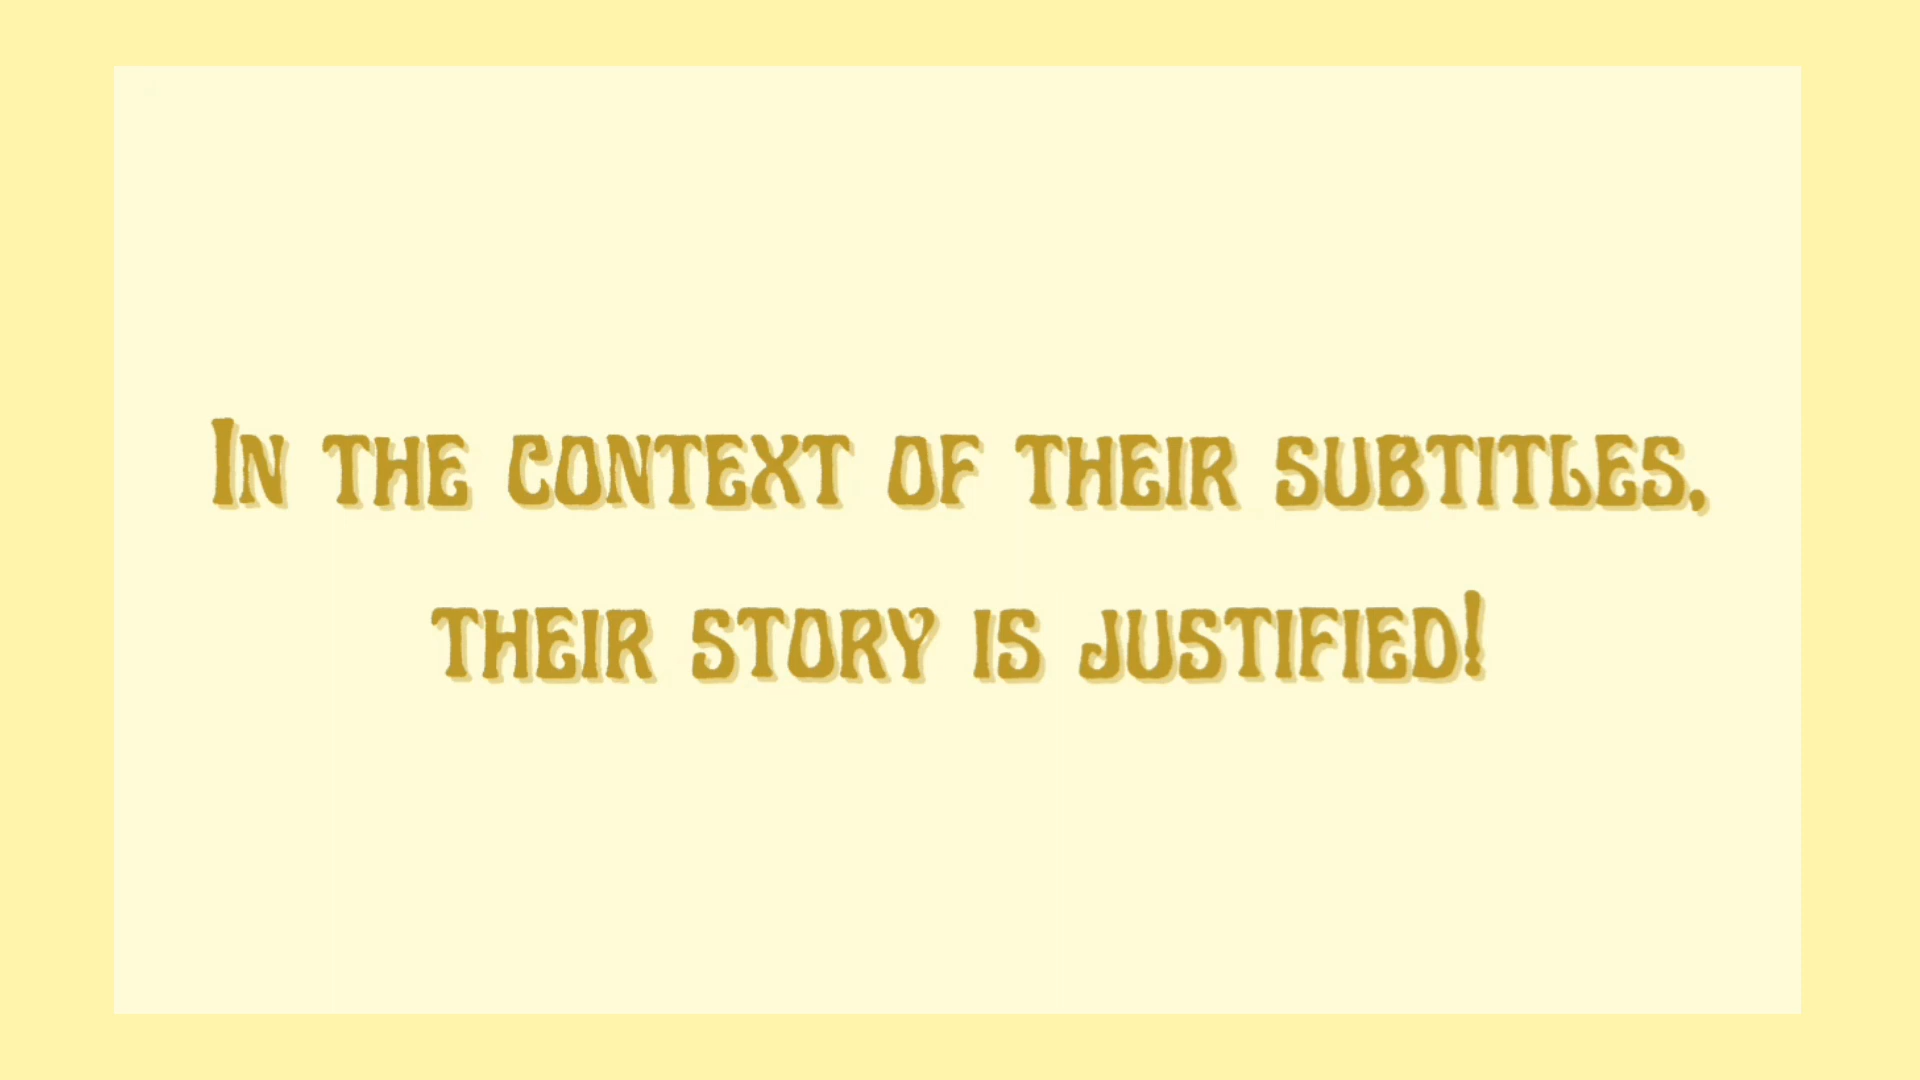 In the context of their subtitles,
their story is justified!